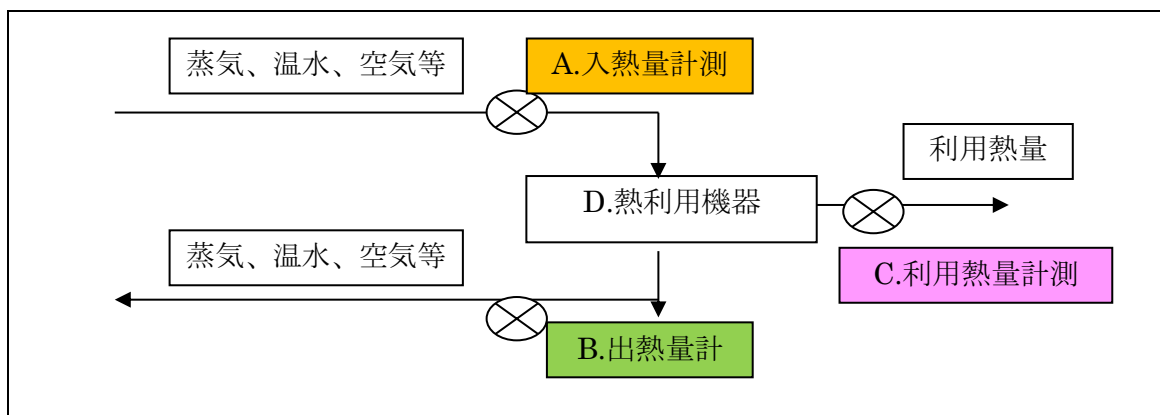 蒸気、温水、空気等
A.入熱量計測
利用熱量
D.熱利用機器
蒸気、温水、空気等
C.利用熱量計測
B.出熱量計